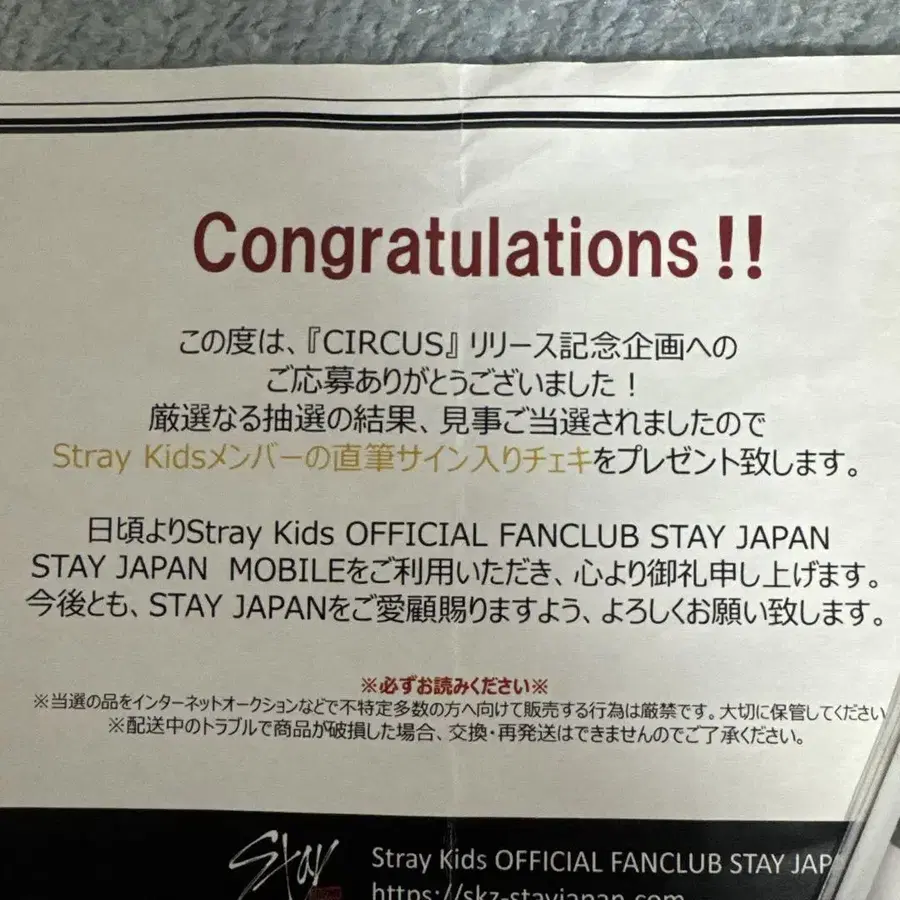 Congratulations!!
この度は、『CIRCUS』リリース記念企画への
ご応募ありがとうございました！
厳選なる抽選の結果、見事ご当選されましたので
Stray Kidsメンバーの直筆サイン入りチェキをプレゼント致します。
日頃よりStray Kids OFFICIAL FANCLUB STAY JAPAN
STAY JAPAN MOBILEをご利用いただき、心より御礼申し上げます。
今後とも、STAY JAPANをご愛顧賜りますよう、よろしくお願い致します。
※必ずお読みください※
※当選の品をインターネットオークションなどで不特定多数の方へ向けて販売する行為は厳禁です。大切に保管してください
※配送中のトラブルで商品が破損した場合、交換・再発送はできませんのでご了承ください。
Stay
Stray Kids OFFICIAL FANCLUB STAY JAP
https://skz-stayjapan.com